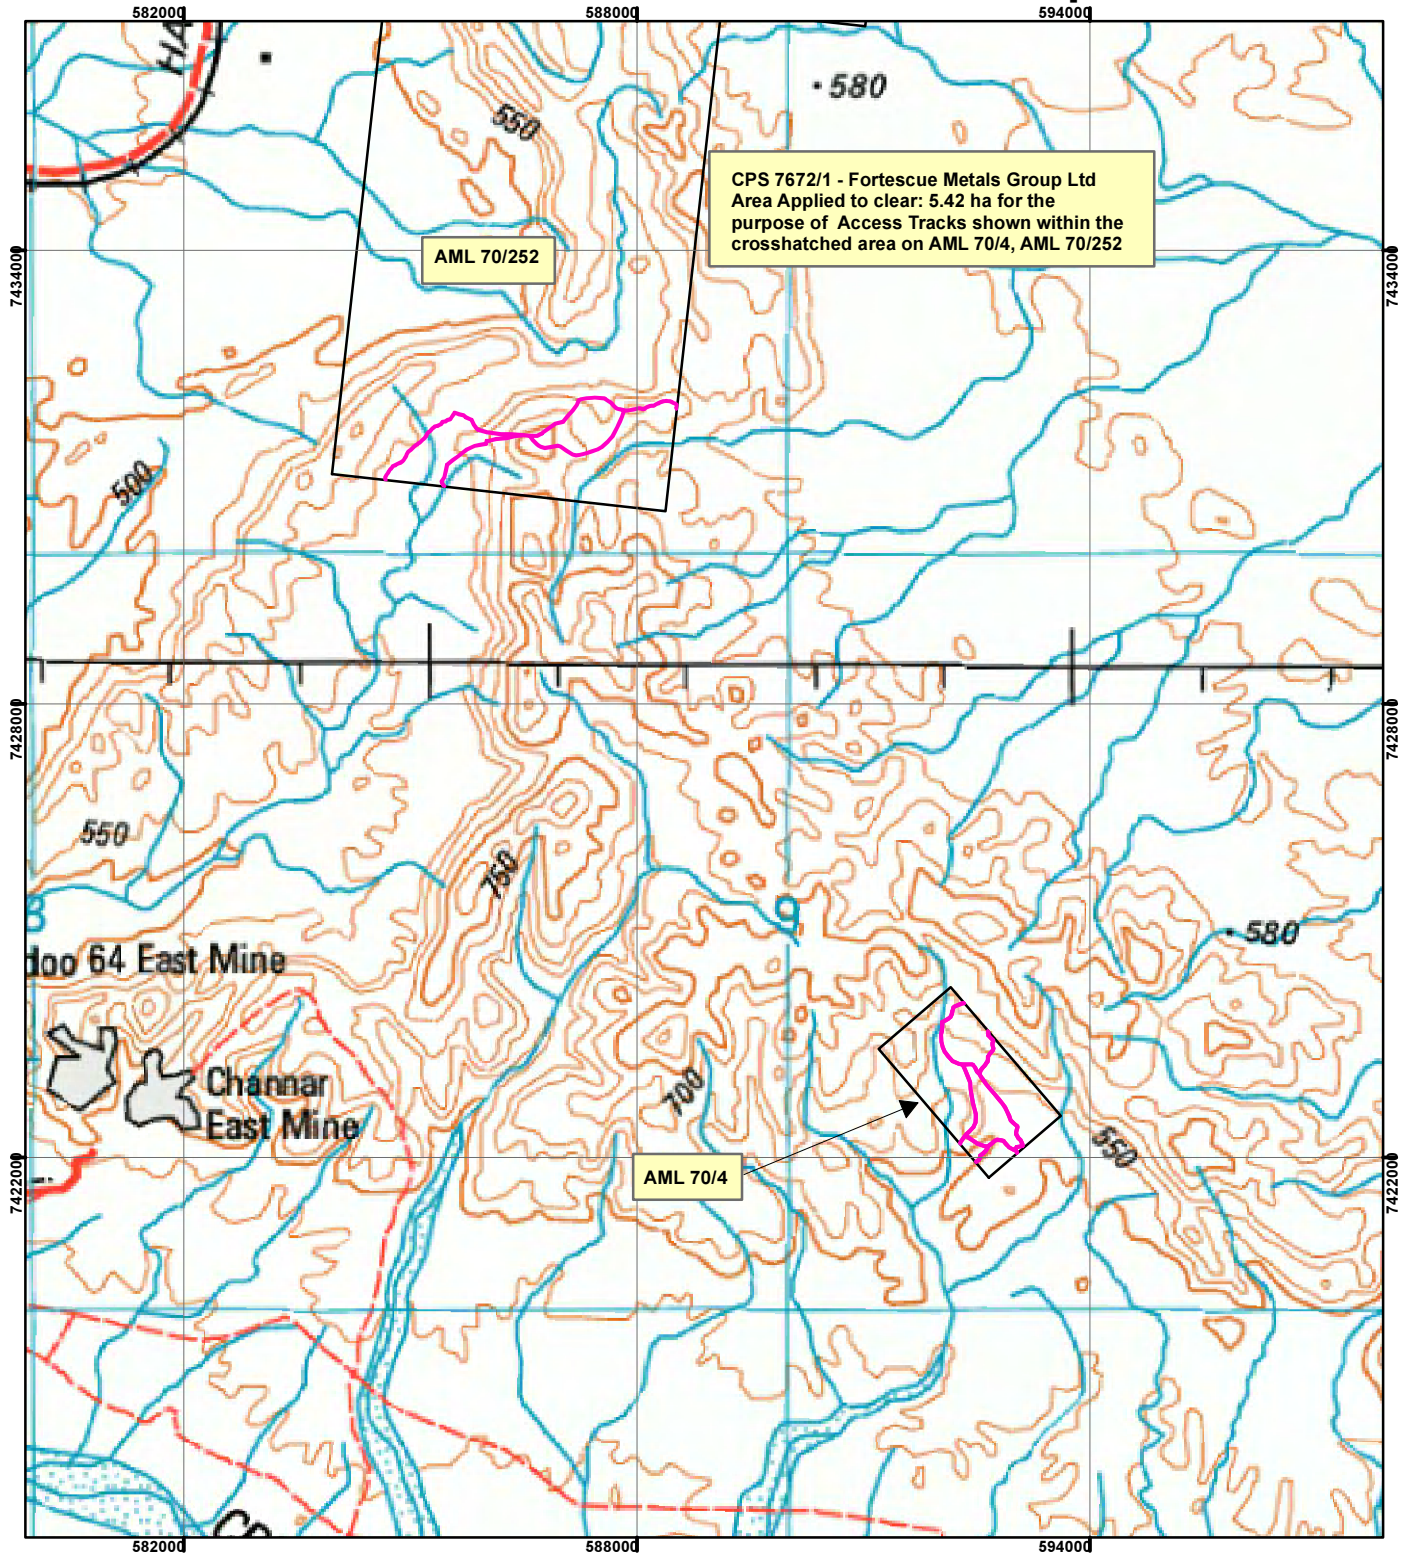 582000
588000
594000
HA
580
550
CPS 7672/1 - Fortescue Metals Group Ltd
Area Applied to clear: 5.42 ha for the
purpose of Access Tracks shown within the
crosshatched area on AML 70/4, AML 70/252
AML 70/252
7434000
7434000
500
7428000
7428000
550
750
9
580
doo 64 East Mine
Channar
East Mine
700
550
AML 70/4
7422000
7422000
582000
588000
594000